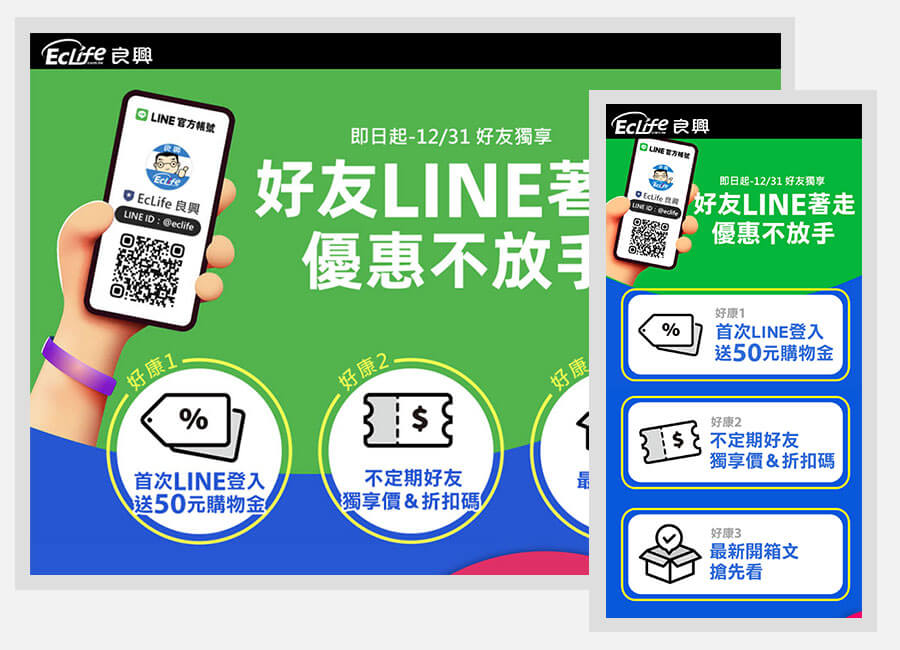 EcLife 良興
LINE 官方帳號
良興
EcLife
EcLife 良興
LINE ID：@eclife
即日起-12/31 好友獨享
好友LINE著
優惠不放手
好康1
首次LINE登入
送50元購物金
好康2
不定期好友
獨享價&折扣碼
好康
最
EcLife 良興
LINE 官方帳號
EcLife
EcLife 良興
LINE ID：@eclife
即日起-12/31 好友獨享
好友LINE著走
優惠不放手
好康1
首次LINE登入
送50元購物金
好康2
不定期好友
獨享價&折扣碼
好康3
最新開箱文
搶先看